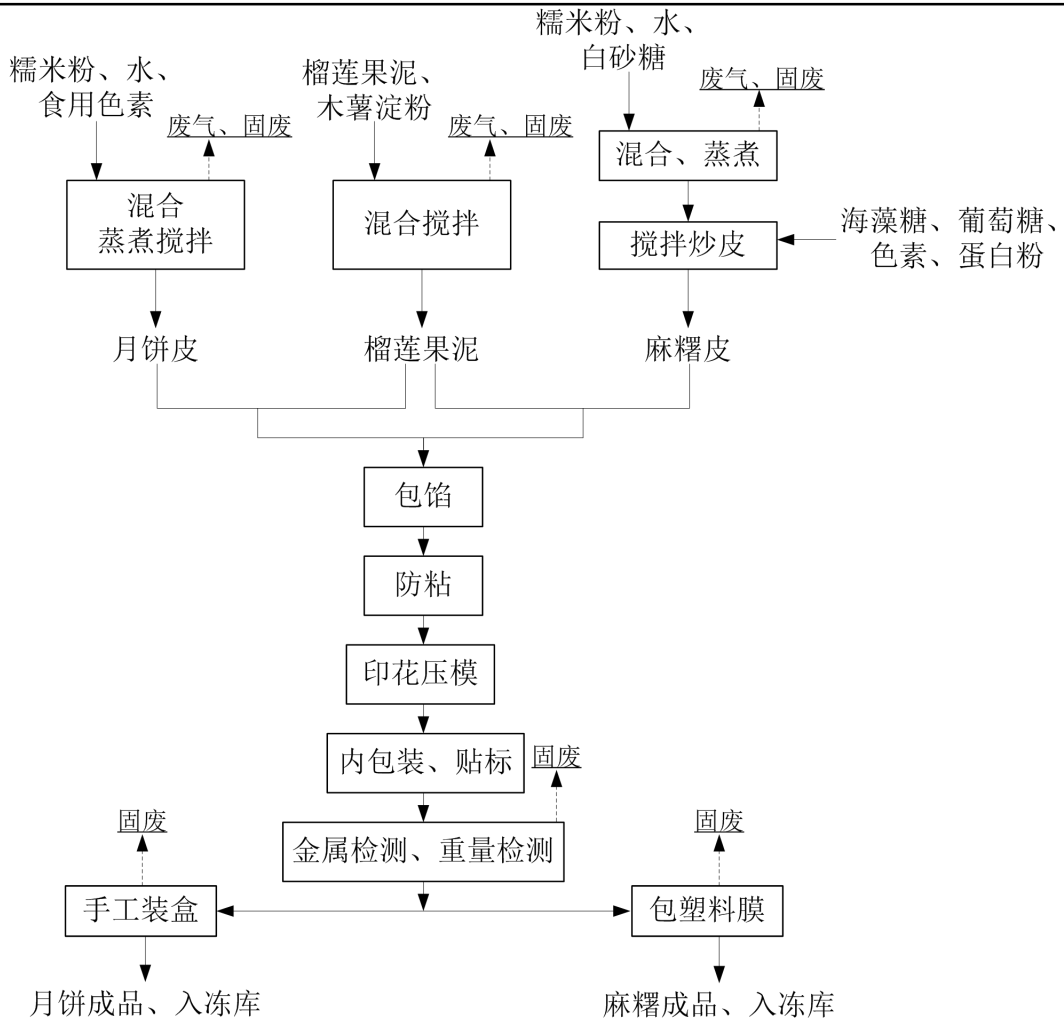 糯米粉、水、
食用色素
废气、固废
混合
蒸煮搅拌
月饼皮
榴莲果泥、
木薯淀粉
废气、固废
混合搅拌
榴莲果泥
糯米粉、水、
白砂糖
废气、固废
混合、蒸煮
搅拌炒皮
海藻糖、葡萄糖、
色素、蛋白粉
麻糬皮
包馅
防粘
印花压模
内包装、贴标
固废
金属检测、重量检测
固废
手工装盒
月饼成品、入冻库
固废
包塑料膜
麻糬成品、入冻库